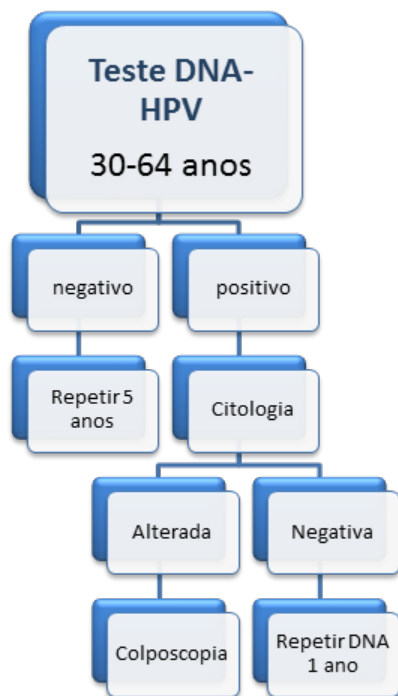 Teste DNA-
HPV
30-64 anos
negativo
positivo
Repetir 5
anos
Citologia
Alterada
Negativa
Colposcopia
Repetir DNA
1 ano